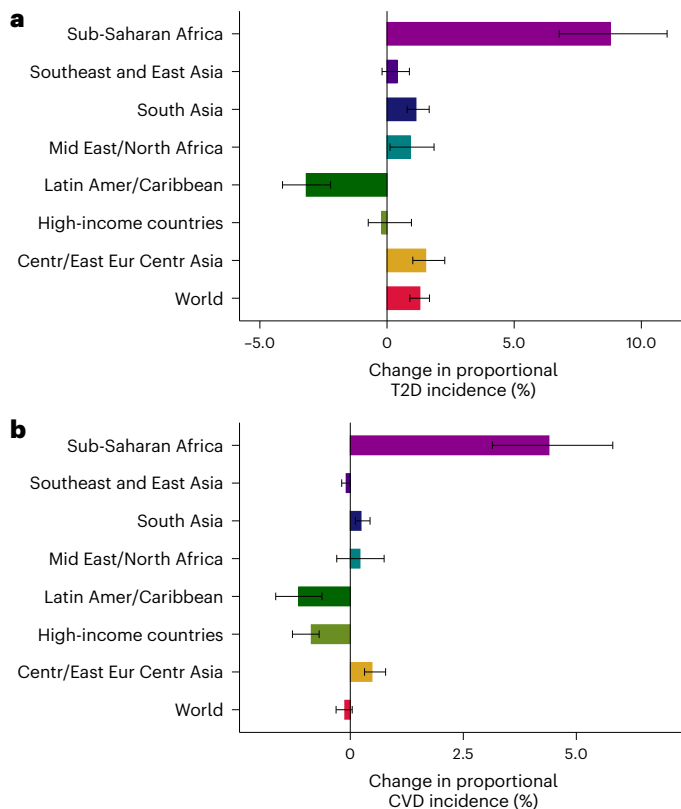 a
Sub-Saharan Africa
Southeast and East Asia
South Asia
Mid East/North Africa
Latin Amer/Caribbean
High-income countries
Centr/East Eur Centr Asia
World
−5.0 0 5.0 10.0
Change in proportional
T2D incidence (%)
b
Sub-Saharan Africa
Southeast and East Asia
South Asia
Mid East/North Africa
Latin Amer/Caribbean
High-income countries
Centr/East Eur Centr Asia
World
0 2.5 5.0
Change in proportional
CVD incidence (%)